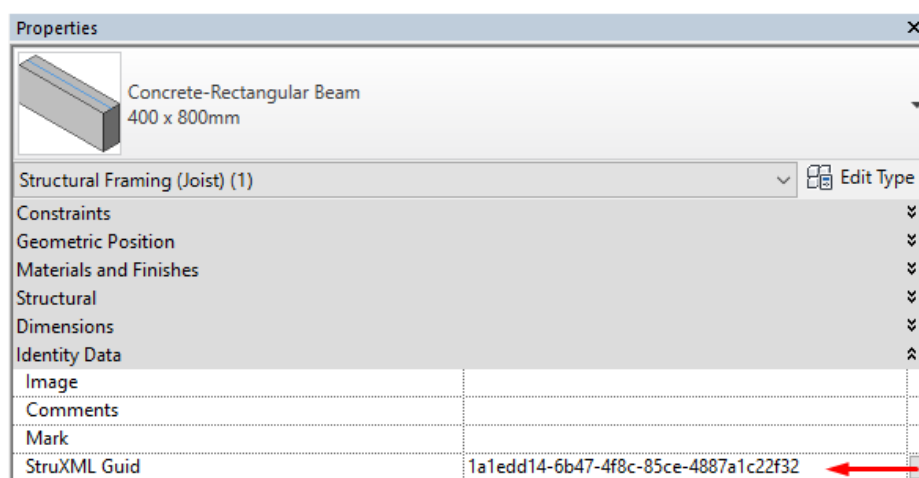 Properties
Concrete-Rectangular Beam
400 x 800mm
Structural Framing (Joist) (1)
Edit Type
Constraints
Geometric Position
Materials and Finishes
Structural
Dimensions
Identity Data
Image
Comments
Mark
StruXML Guid 1a1edd14-6b47-4f8c-85ce-4887a1c22f32